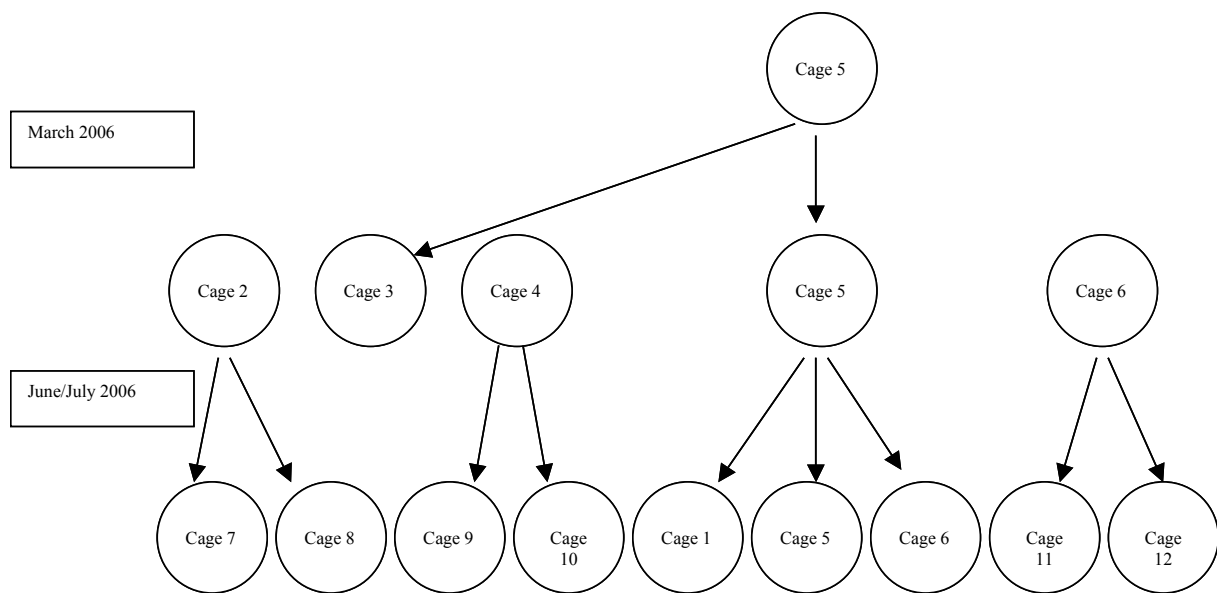 Cage 5
March 2006
Cage 2
Cage 3
Cage 4
Cage 5
Cage 6
June/July 2006
Cage 7
Cage 8
Cage 9
Cage
10
Cage 1
Cage 5
Cage 6
Cage
11
Cage
12